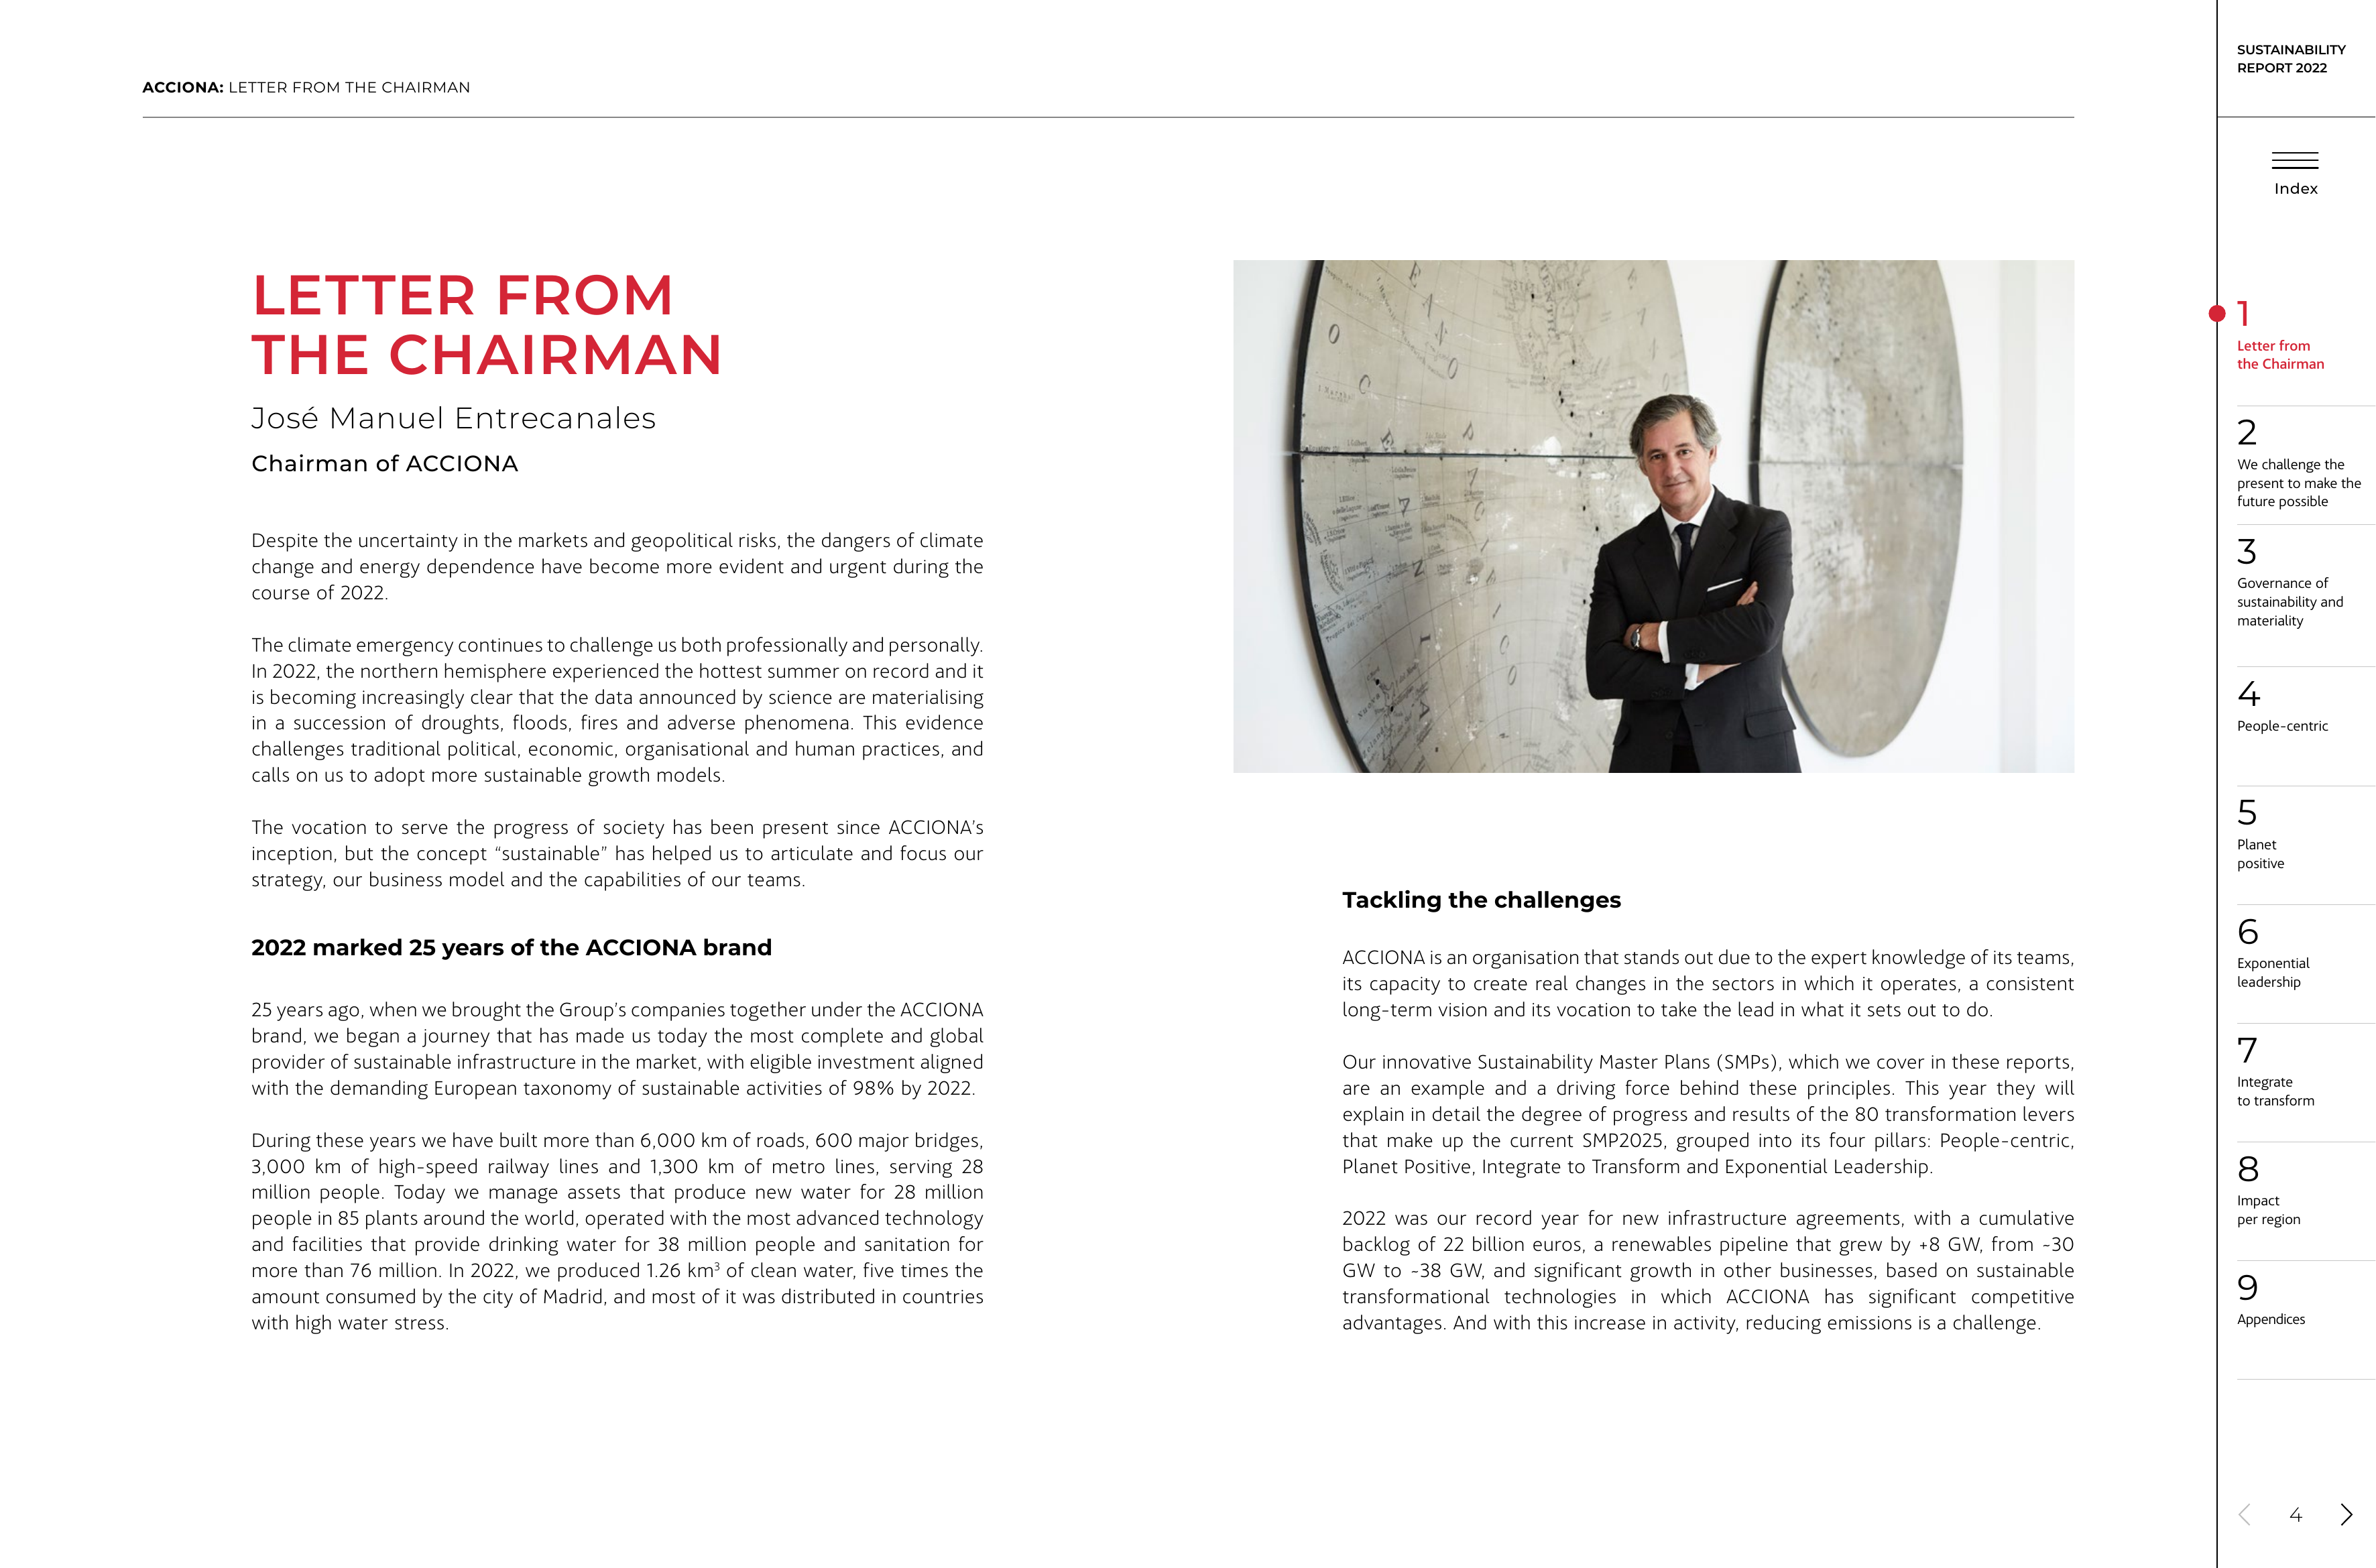 ACCIONA: LETTER FROM THE CHAIRMAN
LETTER FROM
THE CHAIRMAN
José Manuel Entrecanales
Chairman of ACCIONA
Despite the uncertainty in the markets and geopolitical risks, the dangers of climate
change and energy dependence have become more evident and urgent during the
course of 2022.
The climate emergency continues to challenge us both professionally and personally.
In 2022, the northern hemisphere experienced the hottest summer on record and it
is becoming increasingly clear that the data announced by science are materialising
in a succession of droughts, floods, fires and adverse phenomena. This evidence
challenges traditional political, economic, organisational and human practices, and
calls on us to adopt more sustainable growth models.
The vocation to serve the progress of society has been present since ACCIONA’s
inception, but the concept “sustainable” has helped us to articulate and focus our
strategy, our business model and the capabilities of our teams.
2022 marked 25 years of the ACCIONA brand
25 years ago, when we brought the Group’s companies together under the ACCIONA
brand, we began a journey that has made us today the most complete and global
provider of sustainable infrastructure in the market, with eligible investment aligned
with the demanding European taxonomy of sustainable activities of 98% by 2022.
During these years we have built more than 6,000 km of roads, 600 major bridges,
3,000 km of high-speed railway lines and 1,300 km of metro lines, serving 28
million people. Today we manage assets that produce new water for 28 million
people in 85 plants around the world, operated with the most advanced technology
and facilities that provide drinking water for 38 million people and sanitation for
more than 76 million. In 2022, we produced 1.26 km³ of clean water, five times the
amount consumed by the city of Madrid, and most of it was distributed in countries
with high water stress.
Tackling the challenges
ACCIONA is an organisation that stands out due to the expert knowledge of its teams,
its capacity to create real changes in the sectors in which it operates, a consistent
long-term vision and its vocation to take the lead in what it sets out to do.
Our innovative Sustainability Master Plans (SMPs), which we cover in these reports,
are an example and a driving force behind these principles. This year they will
explain in detail the degree of progress and results of the 80 transformation levers
that make up the current SMP2025, grouped into its four pillars: People-centric,
Planet Positive, Integrate to Transform and Exponential Leadership.
2022 was our record year for new infrastructure agreements, with a cumulative
backlog of 22 billion euros, a renewables pipeline that grew by +8 GW, from ~30
GW to ~38 GW, and significant growth in other businesses, based on sustainable
transformational technologies in which ACCIONA has significant competitive
advantages. And with this increase in activity, reducing emissions is a challenge.
SUSTAINABILITY
REPORT 2022
Index
1
Letter from
the Chairman
2
We challenge the
present to make the
future possible
3
Governance of
sustainability and
materiality
4
People-centric
5
Planet
positive
6
Exponential
leadership
7
Integrate
to transform
8
Impact
per region
9
Appendices
4